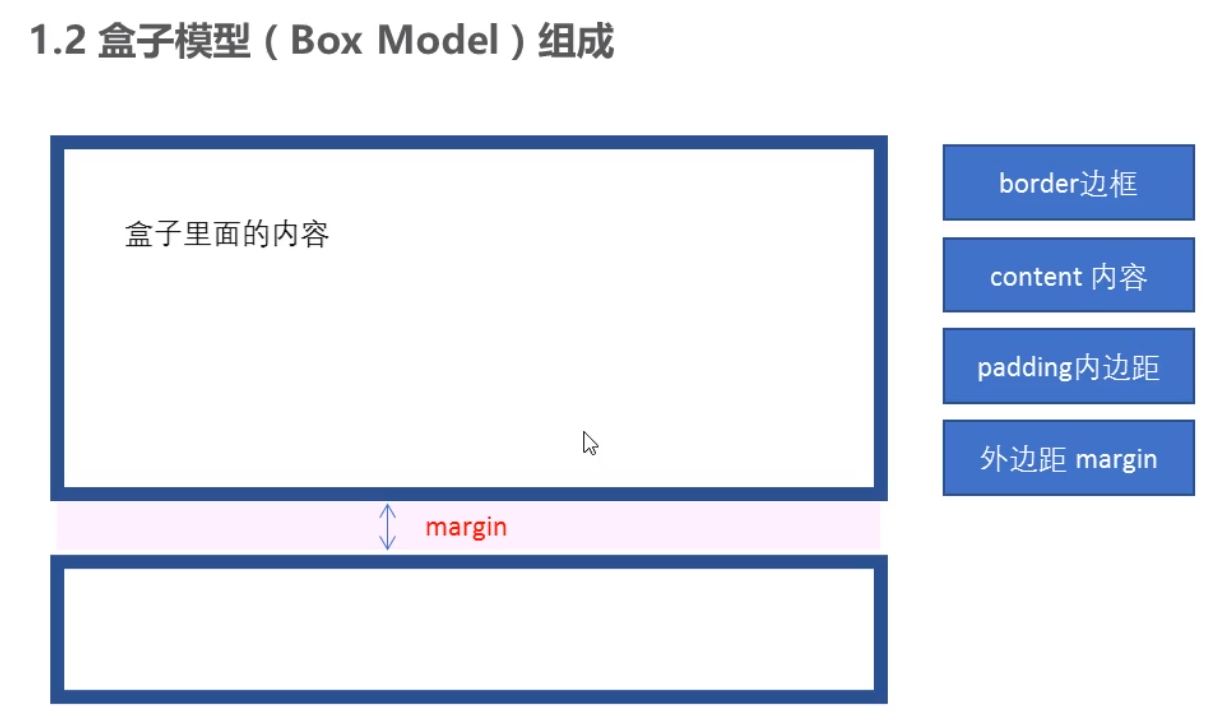 1.2 盒子模型（Box Model）组成
盒子里面的内容
border边框
content 内容
padding内边距
外边距 margin
margin